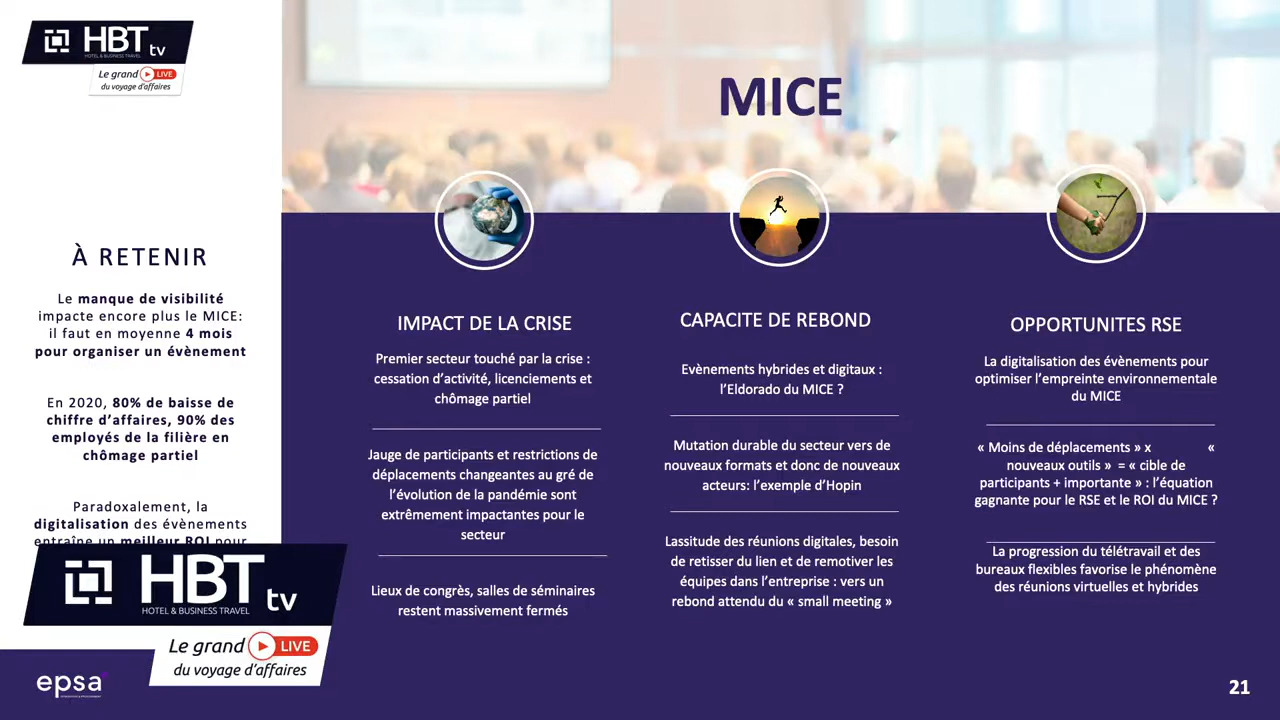 HBT tv
HOTEL & BUSINESS TRAVEL
Le grand LIVE
du voyage d'affaires
MICE
À RETENIR
Le manque de visibilité
impacte encore plus le MICE:
il faut en moyenne 4 mois
pour organiser un évènement
En 2020, 80% de baisse de
chiffre d'affaires, 90% des
employés de la filière en
chômage partiel
Paradoxalement, la
digitalisation des évènements
entraîne un meilleur ROI pour
HBT tv
HOTEL & BUSINESS TRAVEL
Le grand LIVE
du voyage d'affaires
epsa
IMPACT DE LA CRISE
Premier secteur touché par la crise :
cessation d'activité, licenciements et
chômage partiel
Jauge de participants et restrictions de
déplacements changeantes au gré de
l'évolution de la pandémie sont
extrêmement impactantes pour le
secteur
Lieux de congrès, salles de séminaires
restent massivement fermés
CAPACITE DE REBOND
Evènements hybrides et digitaux :
l'Eldorado du MICE ?
Mutation durable du secteur vers de
nouveaux formats et donc de nouveaux
acteurs: l'exemple d'Hopin
Lassitude des réunions digitales, besoin
de retisser du lien et de remotiver les
équipes dans l'entreprise : vers un
rebond attendu du « small meeting »
OPPORTUNITES RSE
La digitalisation des évènements pour
optimiser l'empreinte environnementale
du MICE
« Moins de déplacements » x «
nouveaux outils » = « cible de
participants + importante » : l'équation
gagnante pour le RSE et le ROI du MICE ?
La progression du télétravail et des
bureaux flexibles favorise le phénomène
des réunions virtuelles et hybrides
21